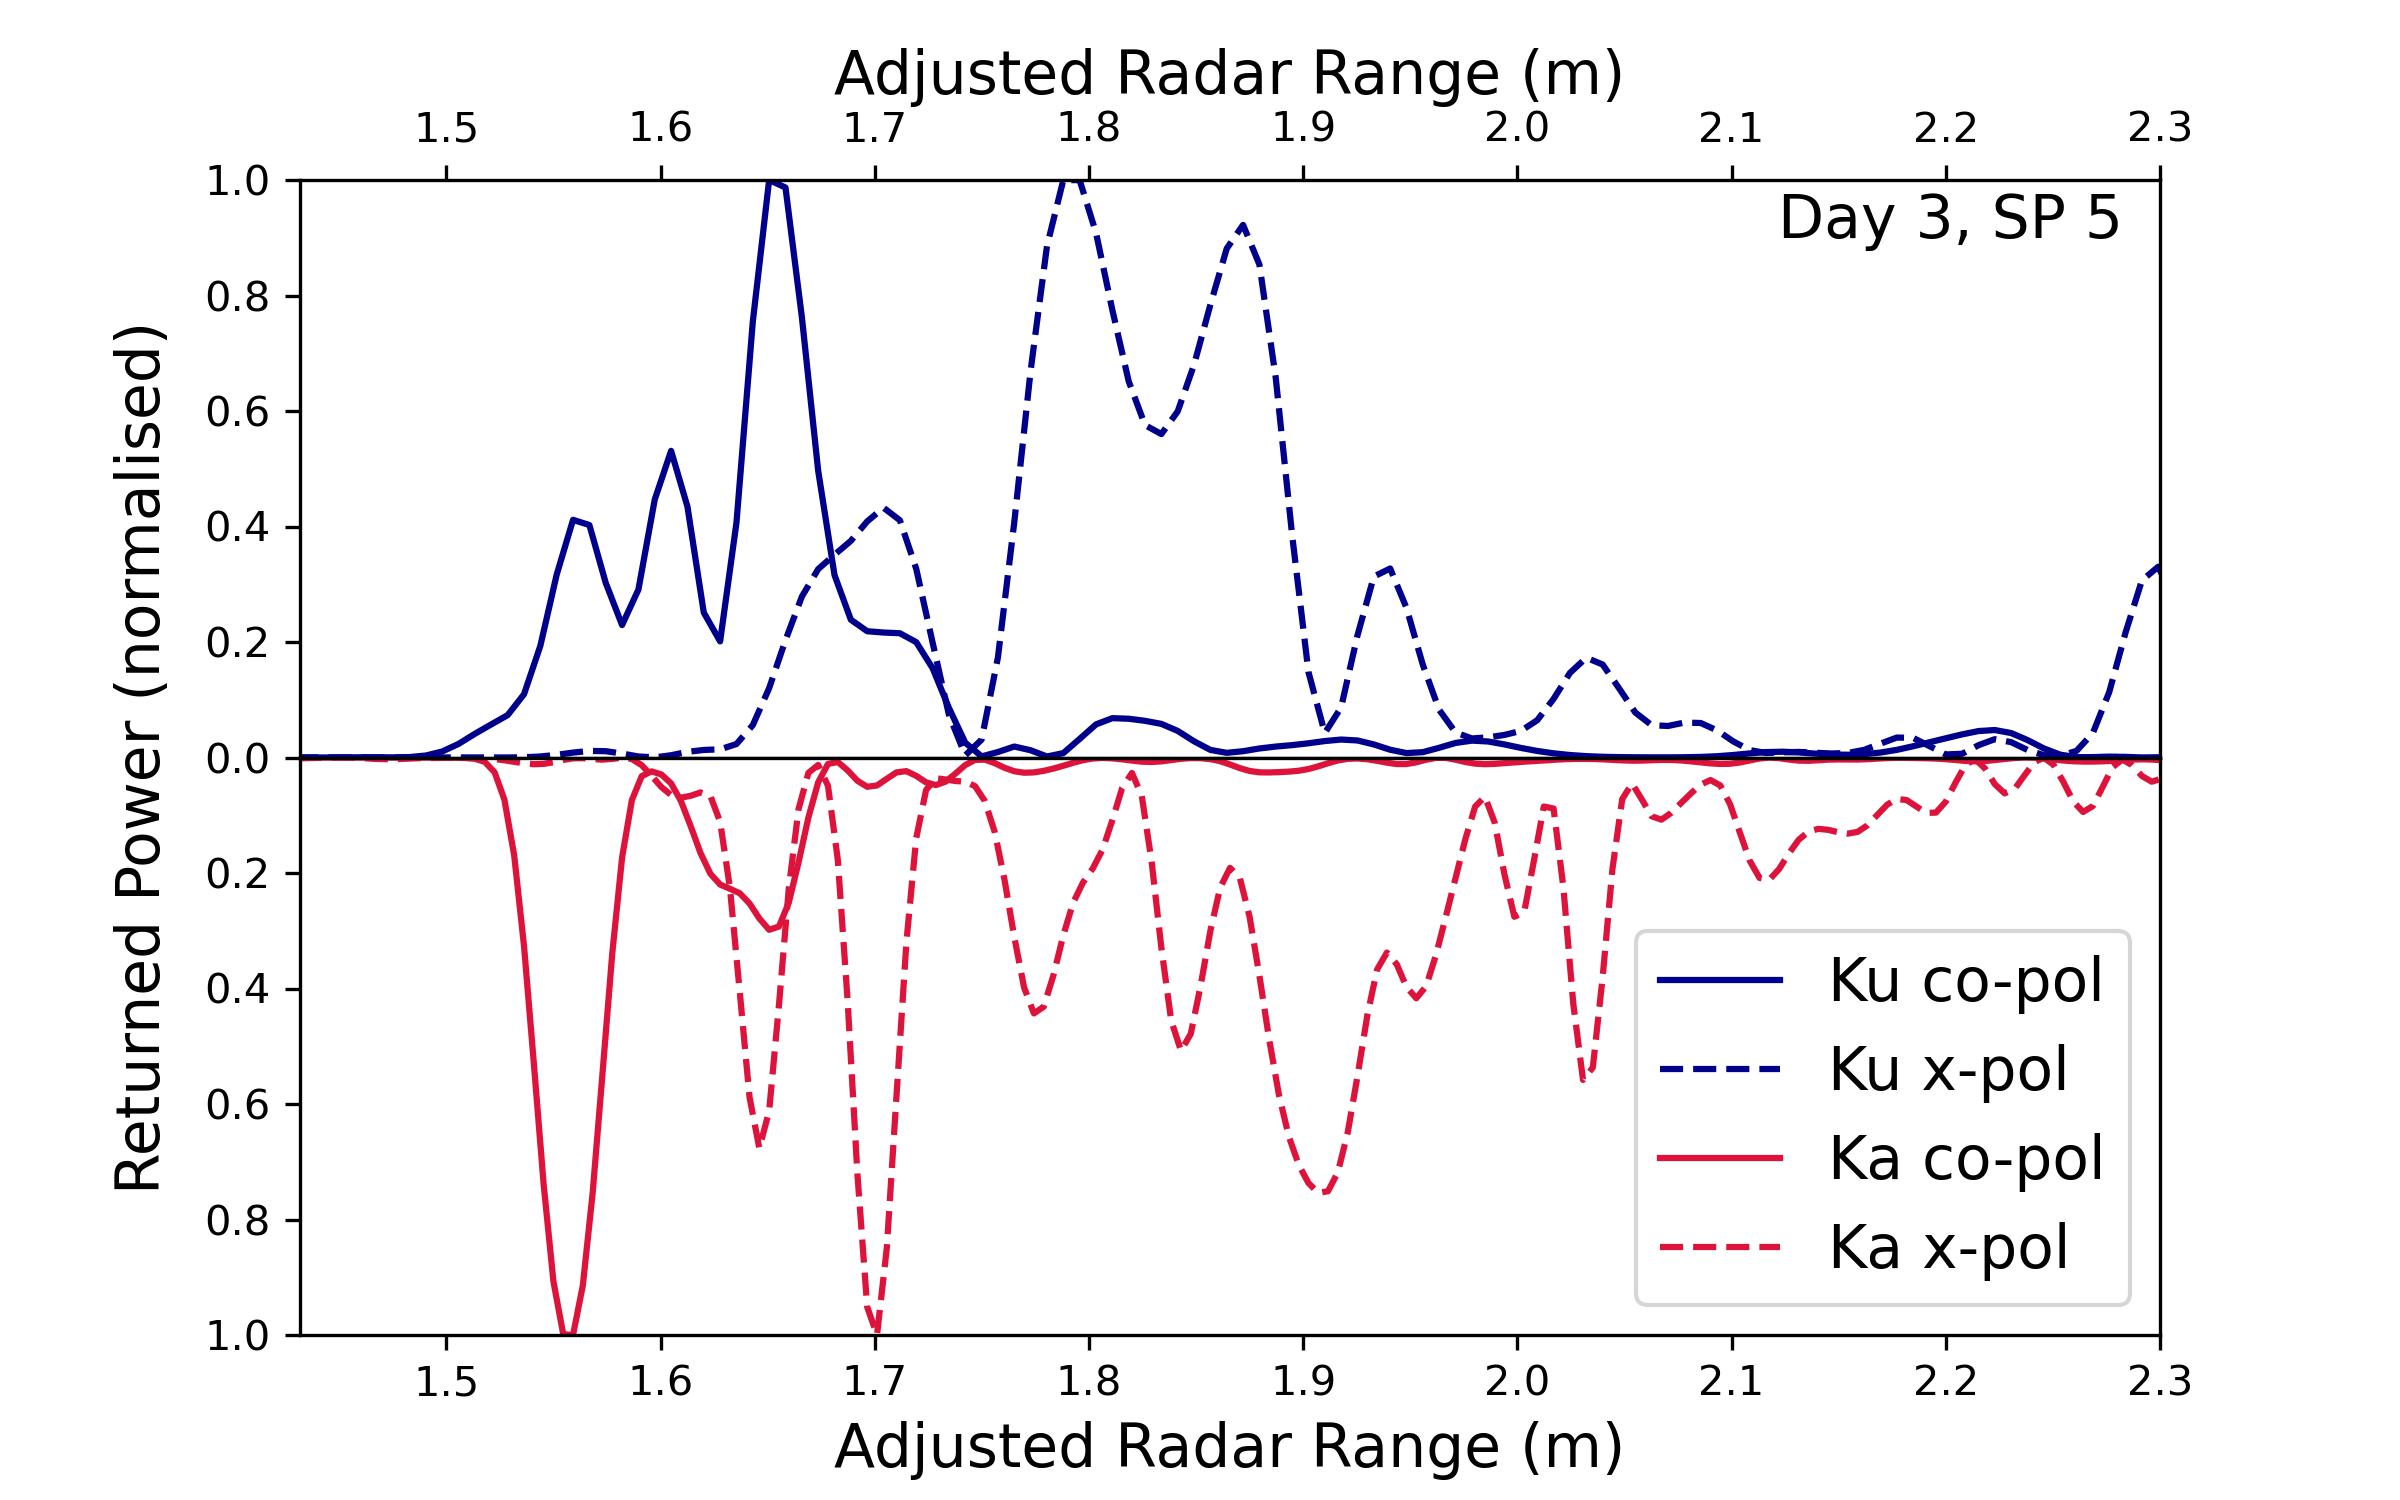 Adjusted Radar Range (m)
1.5 1.6 1.7 1.8 1.9 2.0 2.1 2.2 2.3
Day 3, SP 5
Returned Power (normalised)
1.0
0.8
0.6
0.4
0.2
0.0
0.2
0.4
0.6
0.8
1.0
Ku co-pol
Ku x-pol
Ka co-pol
Ka x-pol
1.5 1.6 1.7 1.8 1.9 2.0 2.1 2.2 2.3
Adjusted Radar Range (m)